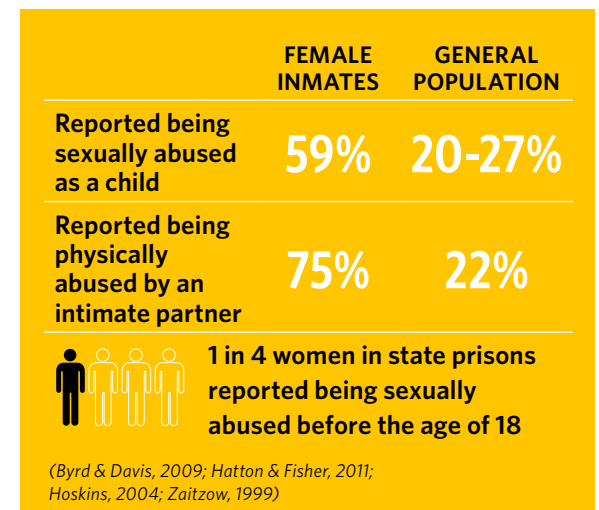 FEMALE INMATES
GENERAL POPULATION
Reported being
sexually abused
as a child
59%
20-27%
Reported being
physically
abused by an
intimate partner
75%
22%
1 in 4 women in state prisons
reported being sexually
abused before the age of 18
(Byrd & Davis, 2009; Hatton & Fisher, 2011;
Hoskins, 2004; Zaitzow, 1999)